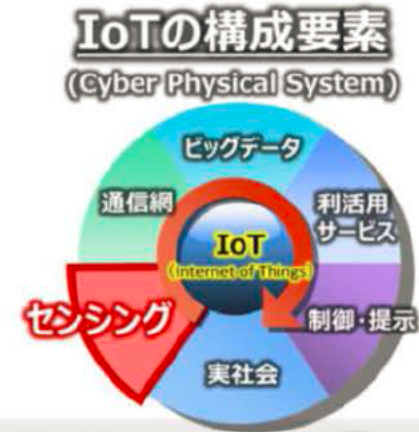 IoTの構成要素
(Cyber Physical System)
ビッグデータ
通信網
利活用
サービス
IoT
(Internet of Things)
センシング
制御・提示
実社会